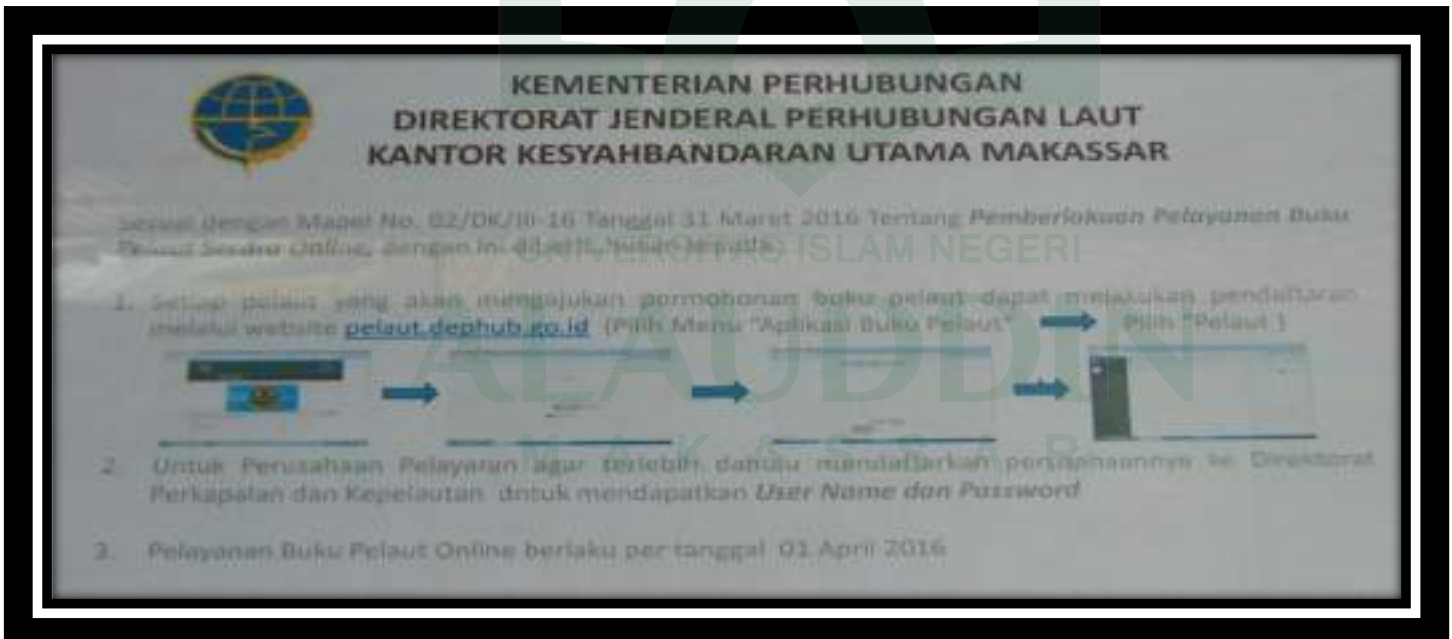 KEMENTERIAN PERHUBUNGAN
DIREKTORAT JENDERAL PERHUBUNGAN LAUT
KANTOR KESYAHBANDARAN UTAMA MAKASSAR
Sesuai dengan Mapel No. 02/DK/III-16 Tanggal 31 Maret 2016 Tentang Pemberlakuan Pelayanan Buku
Pelaut Secara Online, dengan ini diberitahukan kepada
UNIVERSITAS ISLAM NEGERI
1. Setiap pelaut yang akan mengajukan permohonan buku pelaut dapat melakukan pendaftaran
melalui website pelaut.dephub.go.id (Pilih Menu "Aplikasi Buku Pelaut" Pilih "Pelaut )
ALAUDDIN
MAKASSAR
2. Untuk Perusahaan Pelayaran agar terlebih dahulu mendaftarkan perusahaannya ke Direktorat
Perkapalan dan Kepelautan untuk mendapatkan User Name dan Password
3. Pelayanan Buku Pelaut Online berlaku per tanggal 01 April 2016